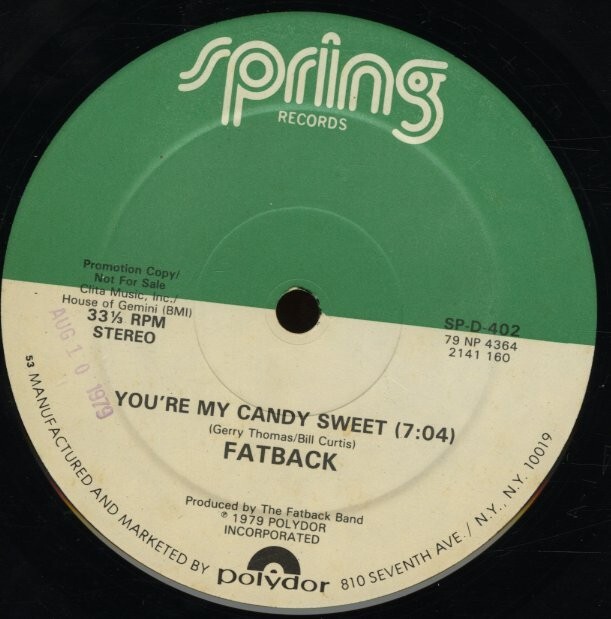 spring
RECORDS
Promotion Copy/
Not For Sale
Clita Music, Inc./
House of Gemini (BMI)
33⅓ RPM
STEREO
AUG 10 1979
SP-D-402
79 NP 4364
2141 160
YOU'RE MY CANDY SWEET (7:04)
(Gerry Thomas/Bill Curtis)
FATBACK
Produced by The Fatback Band
℗ 1979 POLYDOR
INCORPORATED
53 MANUFACTURED AND MARKETED BY polydor 810 SEVENTH AVE. / N.Y., N.Y. 10019